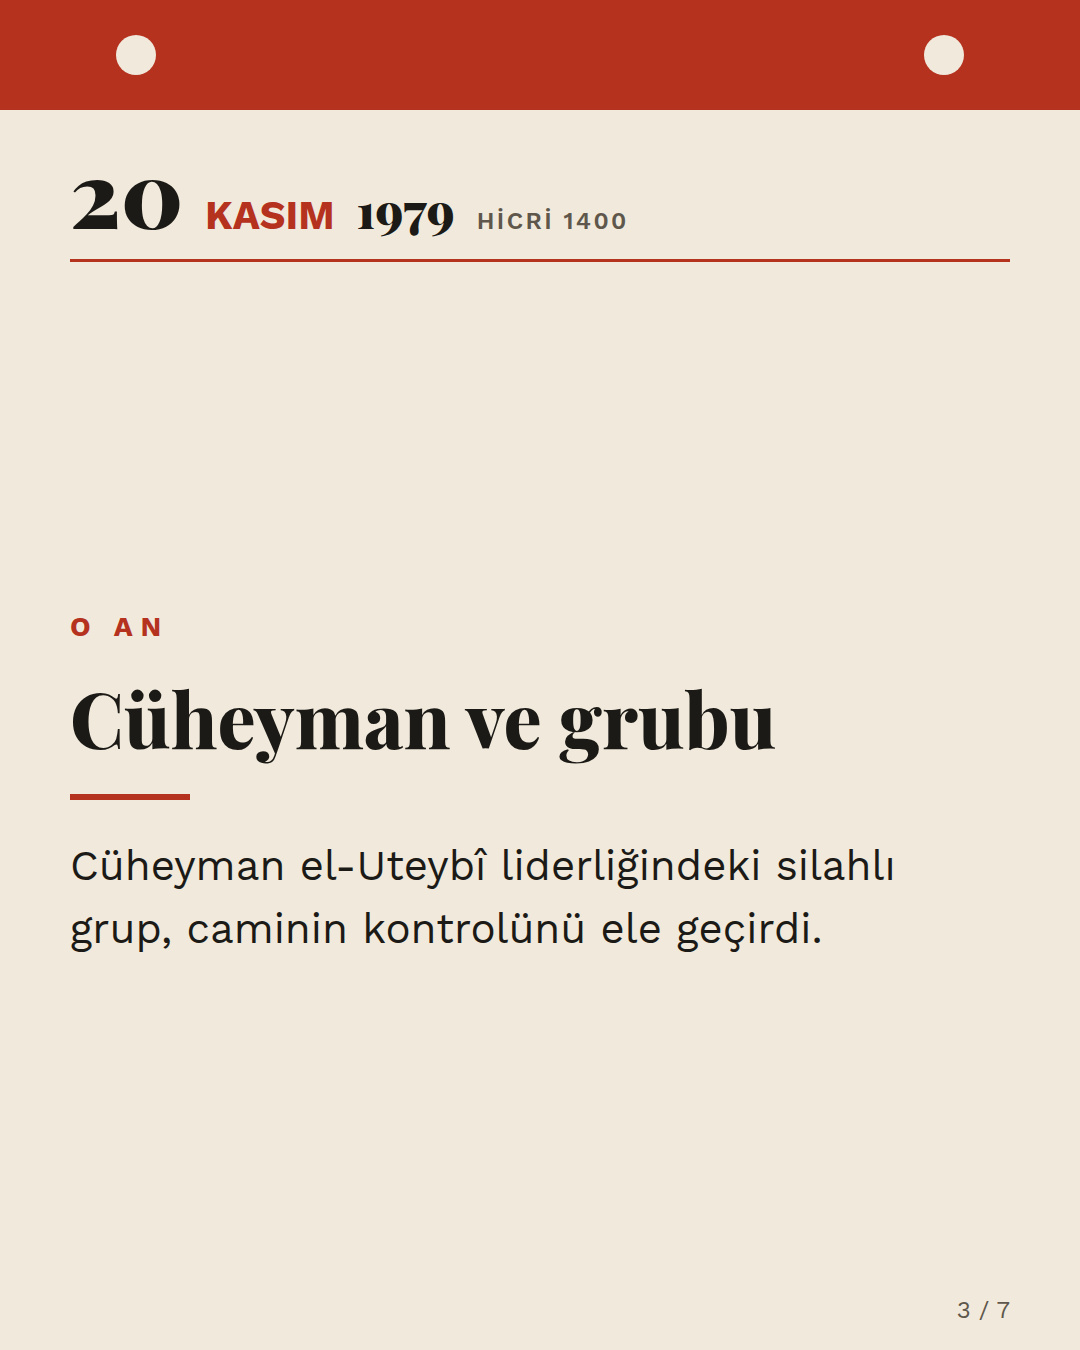 20 KASIM 1979 HİCRİ 1400
O AN
Cüheyman ve grubu
Cüheyman el-Uteybî liderliğindeki silahlı
grup, caminin kontrolünü ele geçirdi.
3 / 7